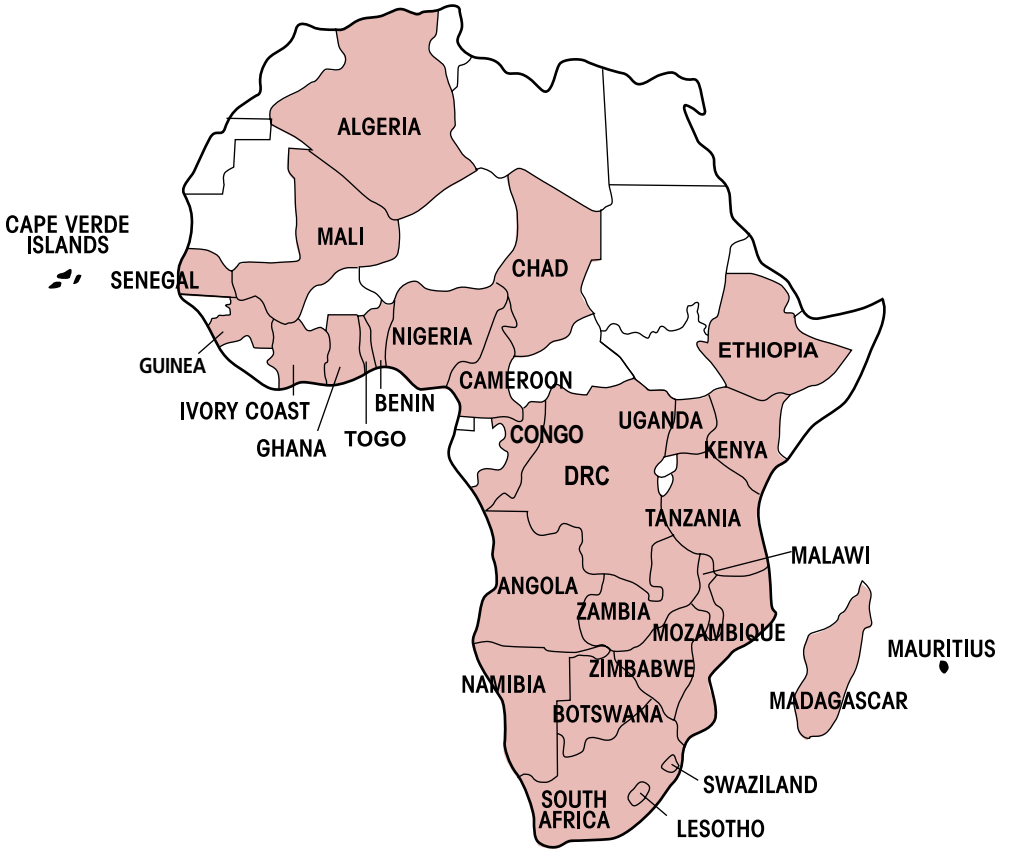 ALGERIA
CAPE VERDE
ISLANDS
MALI
SENEGAL
CHAD
NIGERIA
ETHIOPIA
GUINEA
CAMEROON
IVORY COAST
BENIN
GHANA
TOGO
CONGO
UGANDA
KENYA
DRC
TANZANIA
MALAWI
ANGOLA
ZAMBIA
MOZAMBIQUE
MAURITIUS
ZIMBABWE
NAMIBIA
MADAGASCAR
BOTSWANA
SWAZILAND
SOUTH
AFRICA
LESOTHO